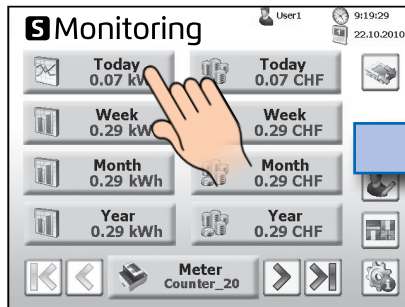 S Monitoring
User1
9:19:29
22.10.2010
Today
0.07 kW
Today
0.07 CHF
Week
0.29 kW
Week
0.29 CHF
Month
0.29 kWh
Month
0.29 CHF
Year
0.29 kWh
Year
0.29 CHF
Meter
Counter_20